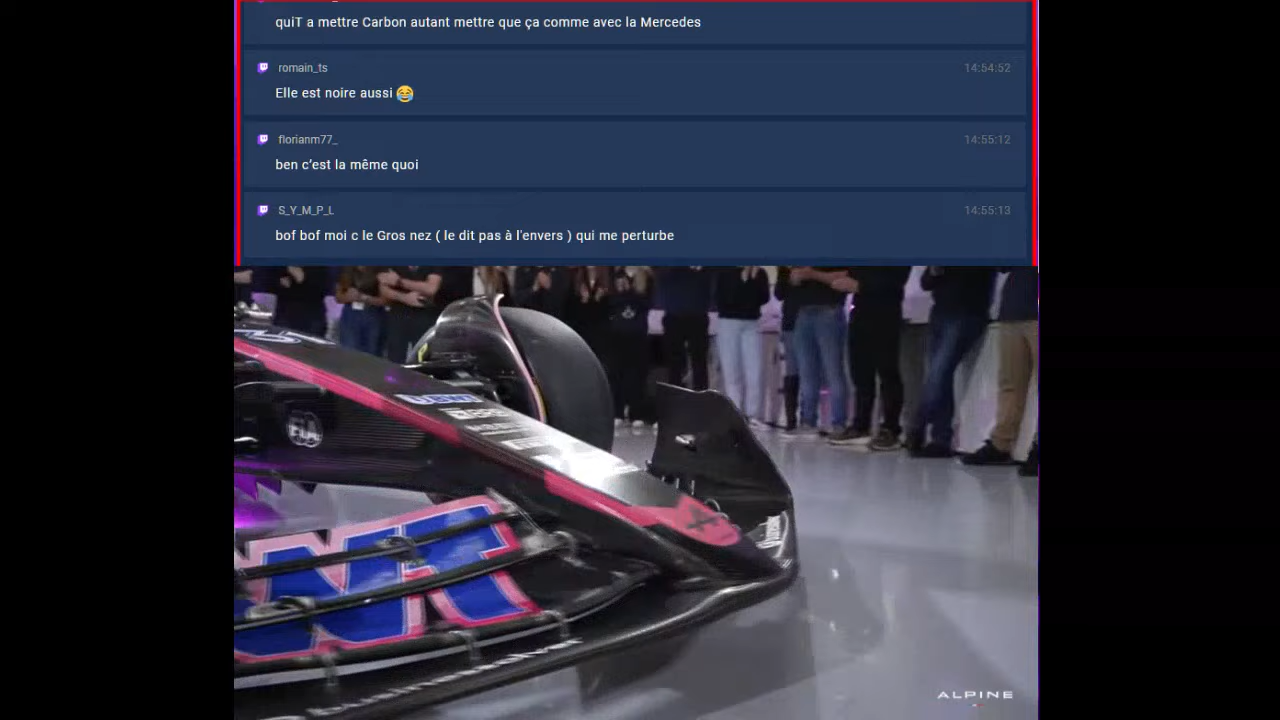 quiT a mettre Carbon autant mettre que ça comme avec la Mercedes
romain_ts
14:54:52
Elle est noire aussi 😂
florianm77_
14:55:12
ben c'est la même quoi
S_Y_M_P_L
14:55:13
bof bof moi c le Gros nez ( le dit pas à l'envers ) qui me perturbe
FIA
ALPINE